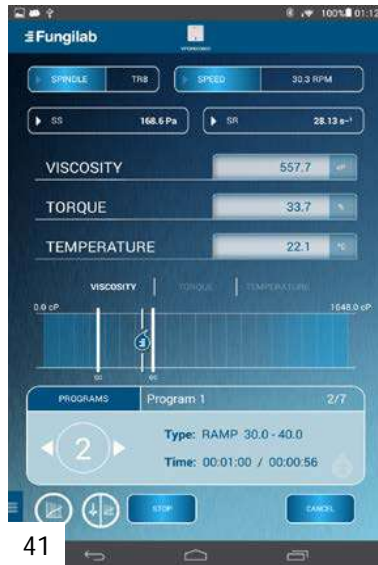 100% 01:12
Fungilab
SPINDLE TR8 SPEED 30.3 RPM
SS 168.6 Pa SR 28.13 s⁻¹
VISCOSITY 557.7 cP
TORQUE 33.7 %
TEMPERATURE 22.1 °C
VISCOSITY TORQUE TEMPERATURE
0.0 cP 1648.0 cP
PROGRAMS Program 1 2/7
2
Type: RAMP 30.0 - 40.0
Time: 00:01:00 / 00:00:56
STOP CANCEL
41